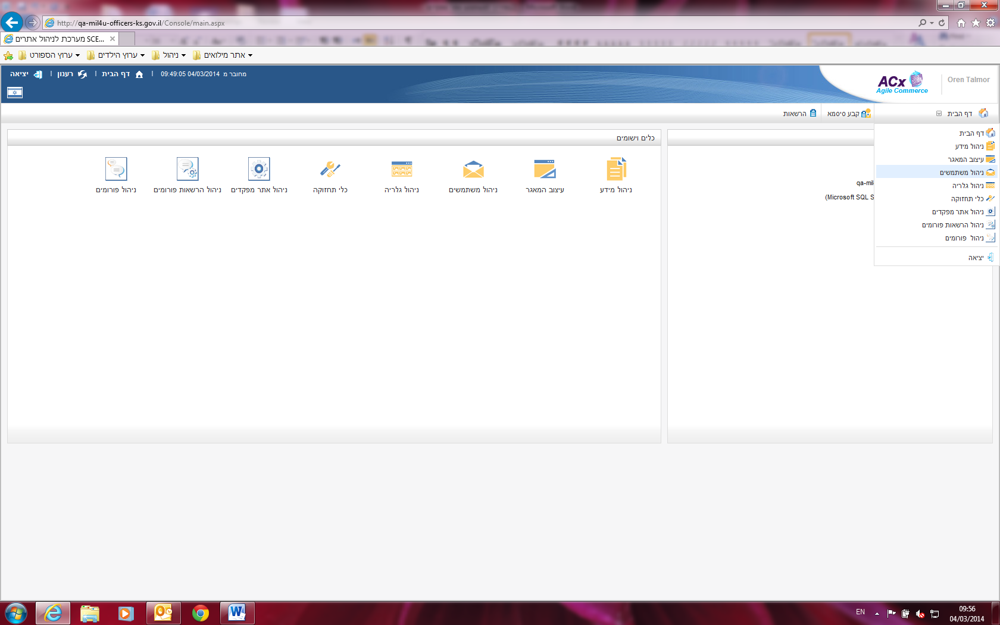 http://qa-mil4u-officers-ks.gov.il/Console/main.aspx
מערכת לניהול אתרים SCE...
ערוץ הספורט
ערוץ הילדים
ניהול
אתר מילואים
יציאה | רענון | דף הבית | מחובר מ 04/03/2014 09:49:05
ACx
Agile Commerce
Oren Talmor
דף הבית
קבע סיסמא
הרשאות
דף הבית
ניהול מידע
עיצוב המאגר
ניהול משתמשים
ניהול גלריה
כלי תחזוקה
ניהול אתר מפקדים
ניהול הרשאות פורומים
ניהול פורומים
יציאה
qa-mil
(Microsoft SQL S
כלים וישומים
ניהול מידע
עיצוב המאגר
ניהול משתמשים
ניהול גלריה
כלי תחזוקה
ניהול אתר מפקדים
ניהול הרשאות פורומים
ניהול פורומים
EN
09:56
04/03/2014